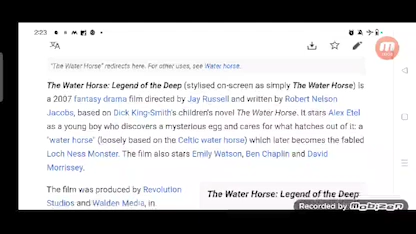 2:23
"The Water Horse" redirects here. For other uses, see Water horse.
The Water Horse: Legend of the Deep (stylised on-screen as simply The Water Horse) is
a 2007 fantasy drama film directed by Jay Russell and written by Robert Nelson
Jacobs, based on Dick King-Smith's children's novel The Water Horse. It stars Alex Etel
as a young boy who discovers a mysterious egg and cares for what hatches out of it: a
"water horse" (loosely based on the Celtic water horse) which later becomes the fabled
Loch Ness Monster. The film also stars Emily Watson, Ben Chaplin and David
Morrissey.
The film was produced by Revolution
Studios and Walden Media, in
The Water Horse: Legend of the Deep
Recorded by Mobizen